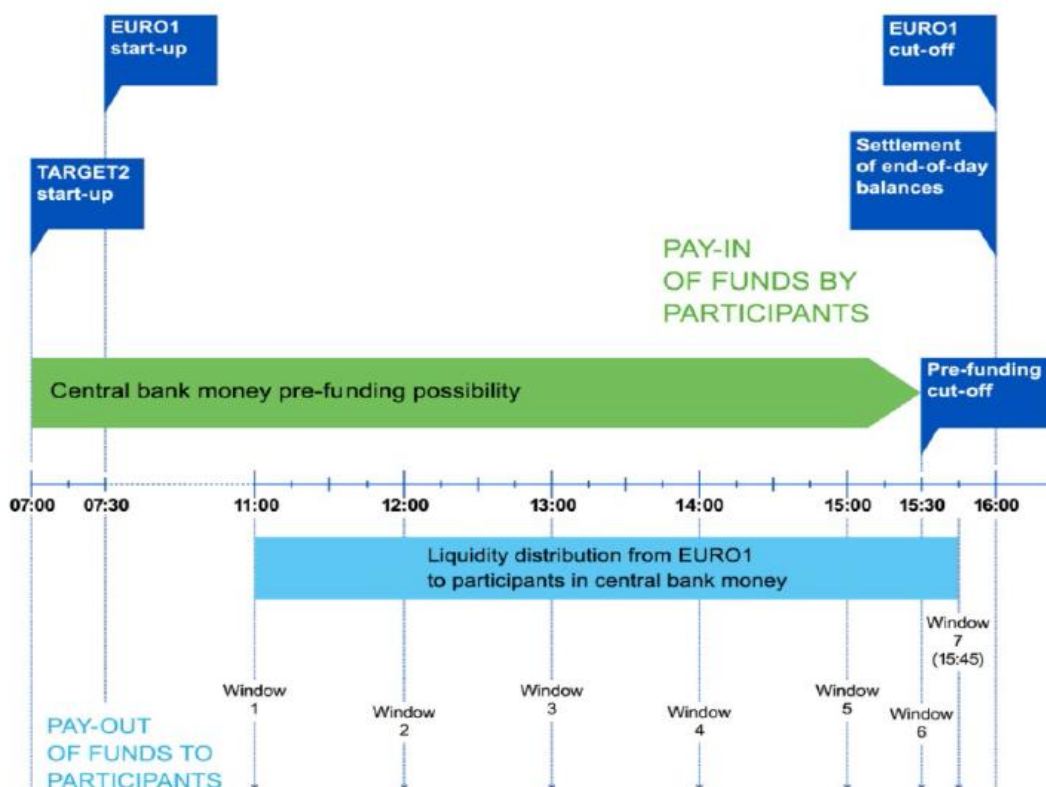 EURO1
start-up
EURO1
cut-off
TARGET2
start-up
Settlement
of end-of-day
balances
PAY-IN
OF FUNDS BY
PARTICIPANTS
Central bank money pre-funding possibility
Pre-funding
cut-off
07:00 07:30 11:00 12:00 13:00 14:00 15:00 15:30 16:00
Liquidity distribution from EURO1
to participants in central bank money
Window
7
(15:45)
Window
1
Window
2
Window
3
Window
4
Window
5
Window
6
PAY-OUT
OF FUNDS TO
PARTICIPANTS